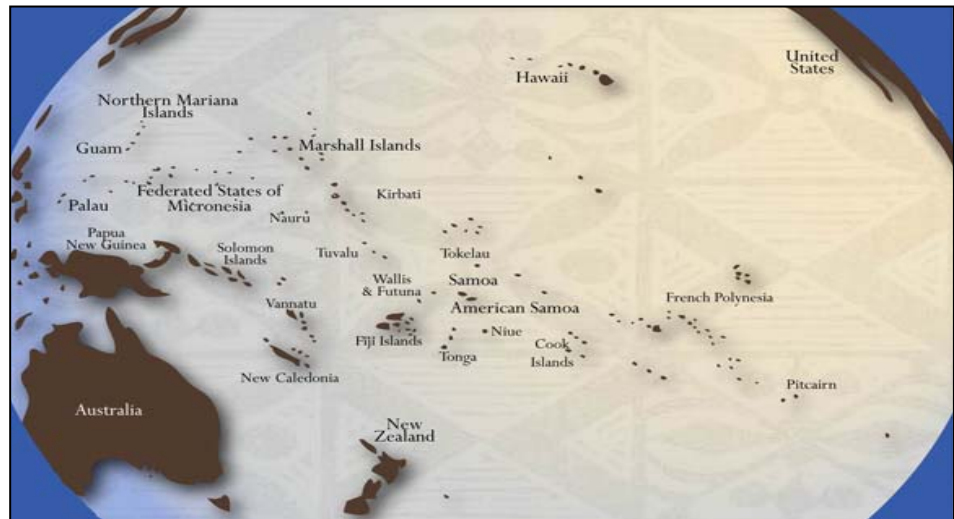 United
States
Hawaii
Northern Mariana
Islands
Guam
Marshall Islands
Federated States of
Micronesia
Palau
Kirbati
Nauru
Papua
New Guinea
Solomon
Islands
Tuvalu
Tokelau
Wallis
& Futuna
Samoa
American Samoa
French Polynesia
Vannatu
Fiji Islands
Niue
Tonga
Cook
Islands
New Caledonia
Pitcairn
Australia
New
Zealand